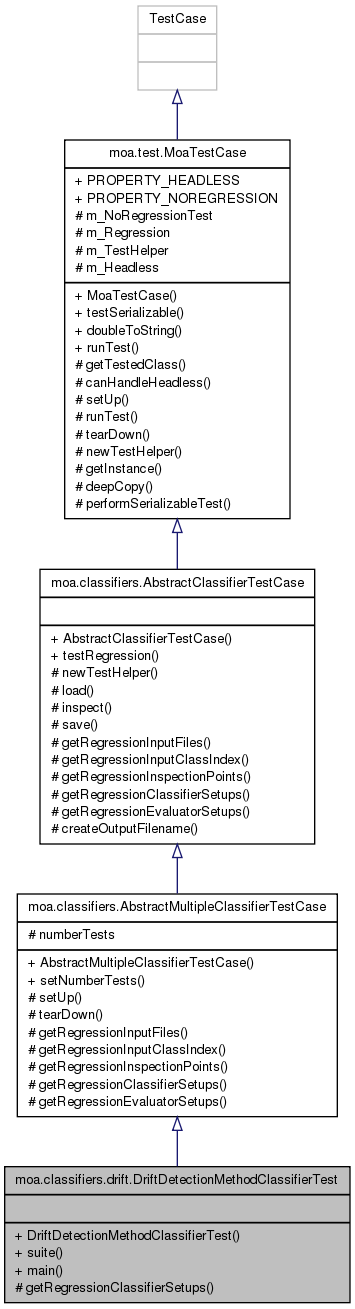 TestCase
moa.test.MoaTestCase
+ PROPERTY_HEADLESS
+ PROPERTY_NOREGRESSION
# m_NoRegressionTest
# m_Regression
# m_TestHelper
# m_Headless
+ MoaTestCase()
+ testSerializable()
+ doubleToString()
+ runTest()
# getTestedClass()
# canHandleHeadless()
# setUp()
# runTest()
# tearDown()
# newTestHelper()
# getInstance()
# deepCopy()
# performSerializableTest()
moa.classifiers.AbstractClassifierTestCase
+ AbstractClassifierTestCase()
+ testRegression()
# newTestHelper()
# load()
# inspect()
# save()
# getRegressionInputFiles()
# getRegressionInputClassIndex()
# getRegressionInspectionPoints()
# getRegressionClassifierSetups()
# getRegressionEvaluatorSetups()
# createOutputFilename()
moa.classifiers.AbstractMultipleClassifierTestCase
# numberTests
+ AbstractMultipleClassifierTestCase()
+ setNumberTests()
# setUp()
# tearDown()
# getRegressionInputFiles()
# getRegressionInputClassIndex()
# getRegressionInspectionPoints()
# getRegressionClassifierSetups()
# getRegressionEvaluatorSetups()
moa.classifiers.drift.DriftDetectionMethodClassifierTest
+ DriftDetectionMethodClassifierTest()
+ suite()
+ main()
# getRegressionClassifierSetups()